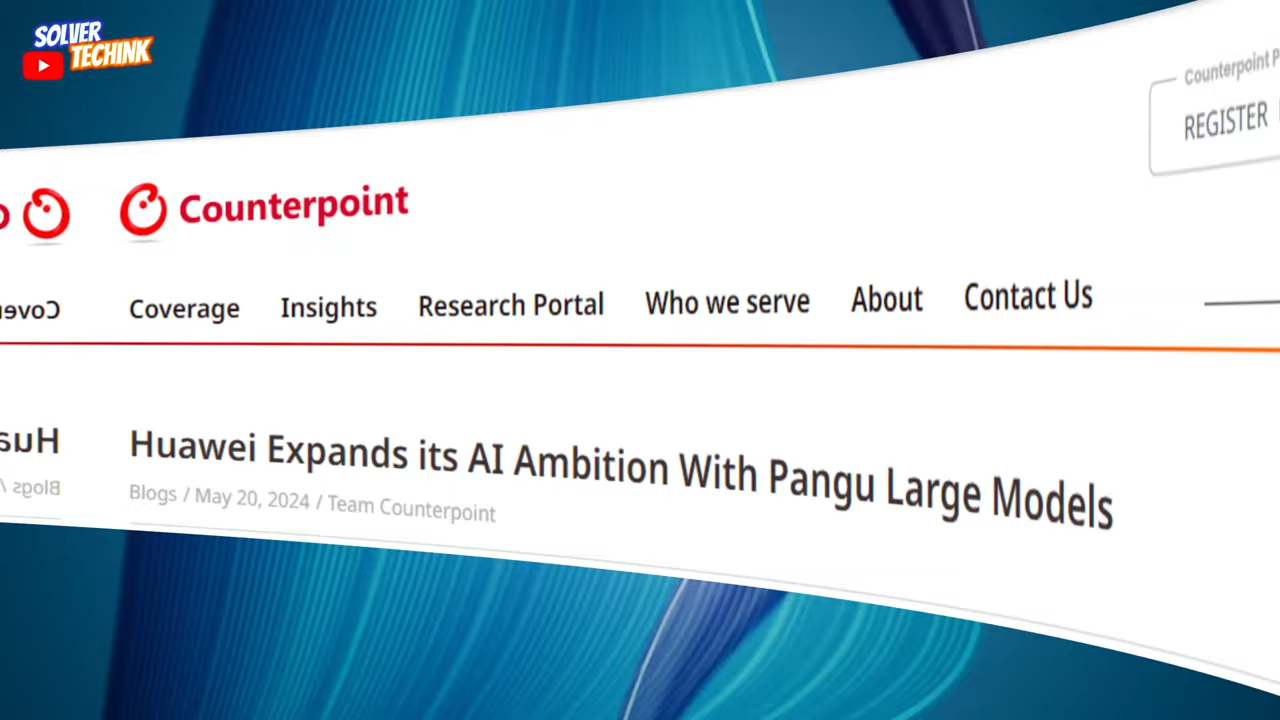 SOLVER
TECHINK
Counterpoint P
REGISTER
Counterpoint
Coverage Insights Research Portal Who we serve About Contact Us
Huawei Expands its AI Ambition With Pangu Large Models
Blogs / May 20, 2024 / Team Counterpoint